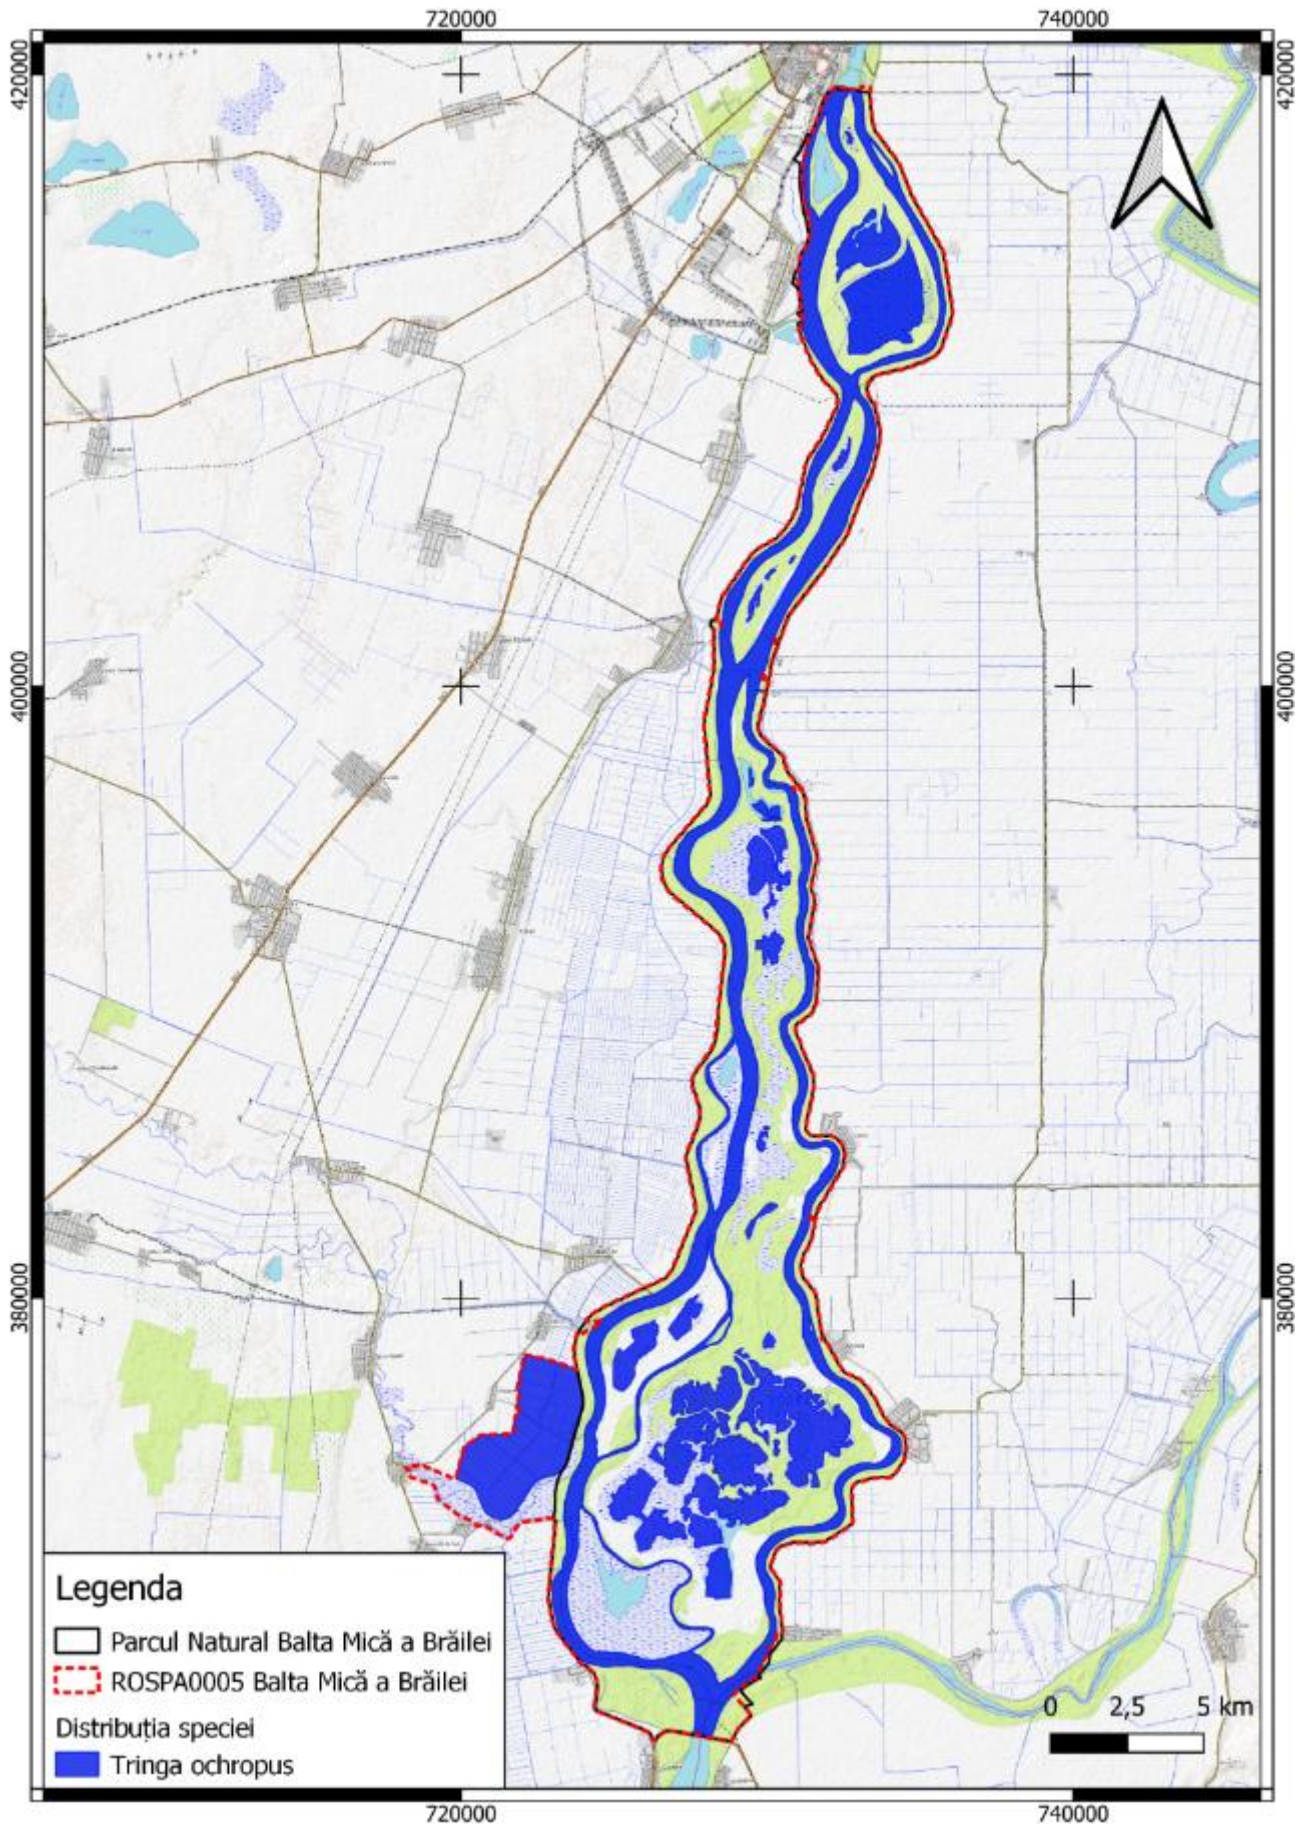 720000
740000
420000
420000
400000
400000
380000
380000
Legenda
Parcul Natural Balta Mică a Brăilei
ROSPA0005 Balta Mică a Brăilei
Distribuția speciei
Tringa ochropus
0 2,5 5 km
720000
740000